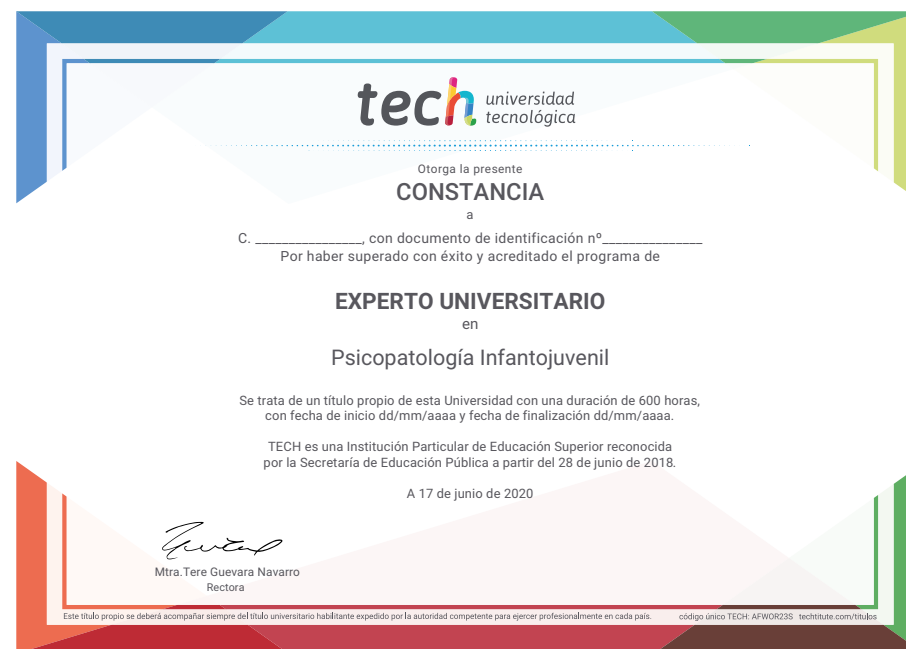 tech universidad
tecnológica
Otorga la presente
CONSTANCIA
a
C. ________________, con documento de identificación nº_______________
Por haber superado con éxito y acreditado el programa de
EXPERTO UNIVERSITARIO
en
Psicopatología Infantojuvenil
Se trata de un título propio de esta Universidad con una duración de 600 horas,
con fecha de inicio dd/mm/aaaa y fecha de finalización dd/mm/aaaa.
TECH es una Institución Particular de Educación Superior reconocida
por la Secretaría de Educación Pública a partir del 28 de junio de 2018.
A 17 de junio de 2020
Mtra.Tere Guevara Navarro
Rectora
Este título propio se deberá acompañar siempre del título universitario habilitante expedido por la autoridad competente para ejercer profesionalmente en cada país. código único TECH: AFWOR23S techtitute.com/titulos